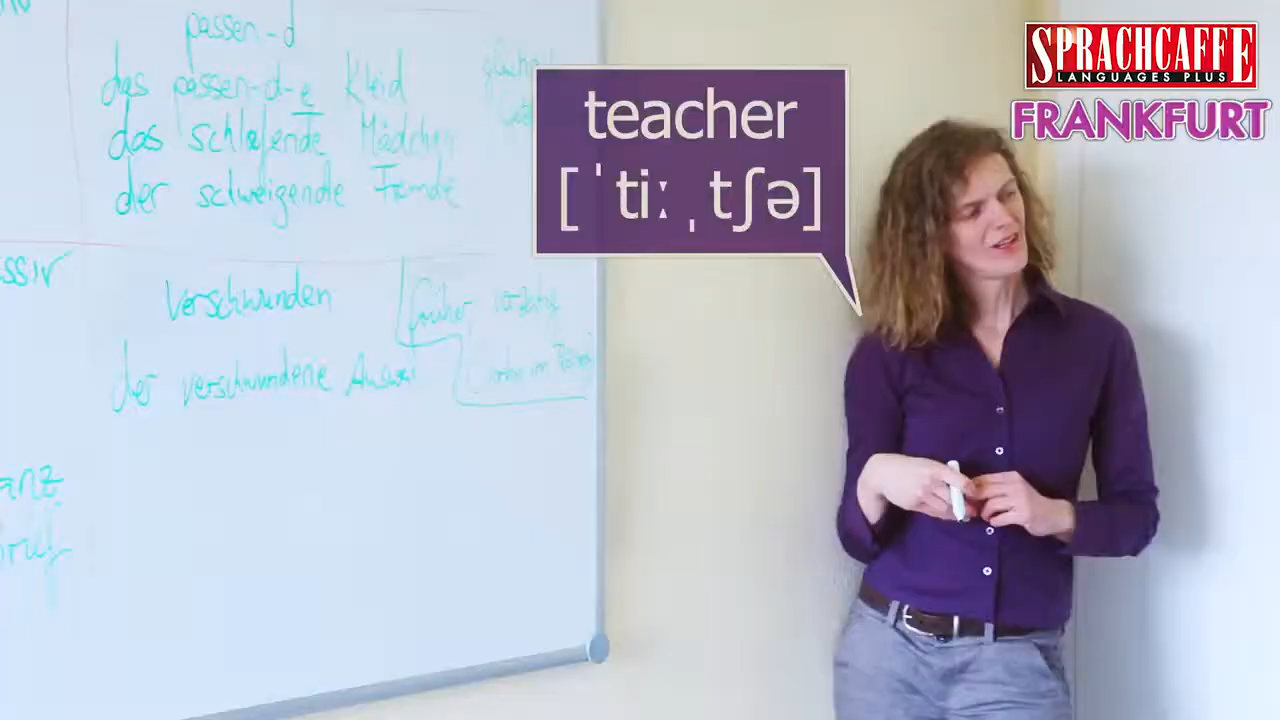 passen-d
das passen-d-e Kleid
das schlafende Mädchen
der schweigende Fremde
verschwunden
früher
der verschwundene
teacher
[ˈtiːˌtʃə]
SPRACHCAFFE
LANGUAGES PLUS
FRANKFURT